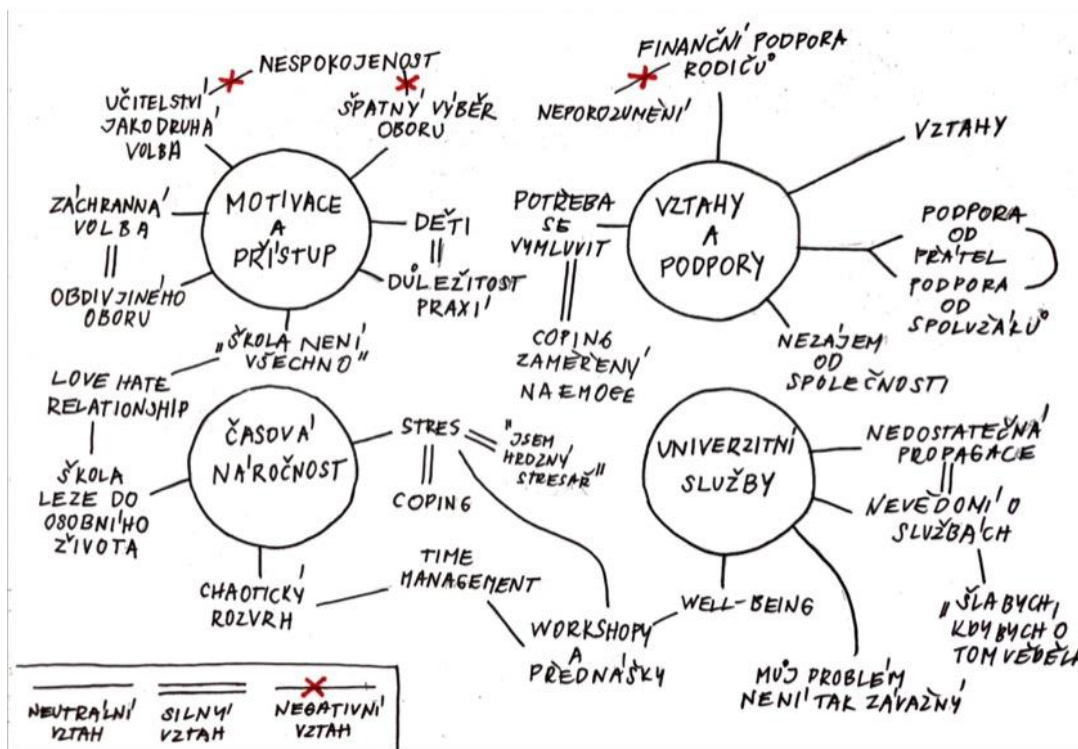 NESPOKOJENOST
UČITELSTVÍ
JAKO DRUHÁ
VOLBA
ŠPATNÝ VÝBĚR
OBORU
ZÁCHRANNÁ
VOLBA
MOTIVACE
A
PŘÍSTUP
DĚTI
OBDIV JINÉHO
OBORU
DŮLEŽITOST
PRAXÍ
„ŠKOLA NENÍ
VŠECHNO"
FINANČNÍ PODPORA
RODIČŮ
NEPOROZUMĚNÍ
VZTAHY
POTŘEBA
SE
VYMLUVIT
VZTAHY
A
PODPORY
PODPORA
OD
PŘÁTEL
PODPORA
OD
SPOLUŽÁKŮ
COPING
ZAMĚŘENÝ
NA EMOCE
NEZÁJEM
OD
SPOLEČNOSTI
LOVE HATE
RELATIONSHIP
ČASOVÁ
NÁROČNOST
STRES
„JSEM
HROZNÝ
STRESAŘ"
COPING
ŠKOLA
LEZE DO
OSOBNÍHO
ŽIVOTA
CHAOTICKÝ
ROZVRH
TIME
MANAGEMENT
WORKSHOPY
A
PŘEDNÁŠKY
UNIVERZITNÍ
SLUŽBY
NEDOSTATEČNÁ
PROPAGACE
NEVĚDOMÍ O
SLUŽBÁCH
WELL-BEING
„ŠLA BYCH,
KDYBYCH O
TOM VĚDĚLA
MŮJ PROBLÉM
NENÍ TAK ZÁVAŽNÝ
NEUTRÁLNÍ
VZTAH
SILNÝ
VZTAH
NEGATIVNÍ
VZTAH